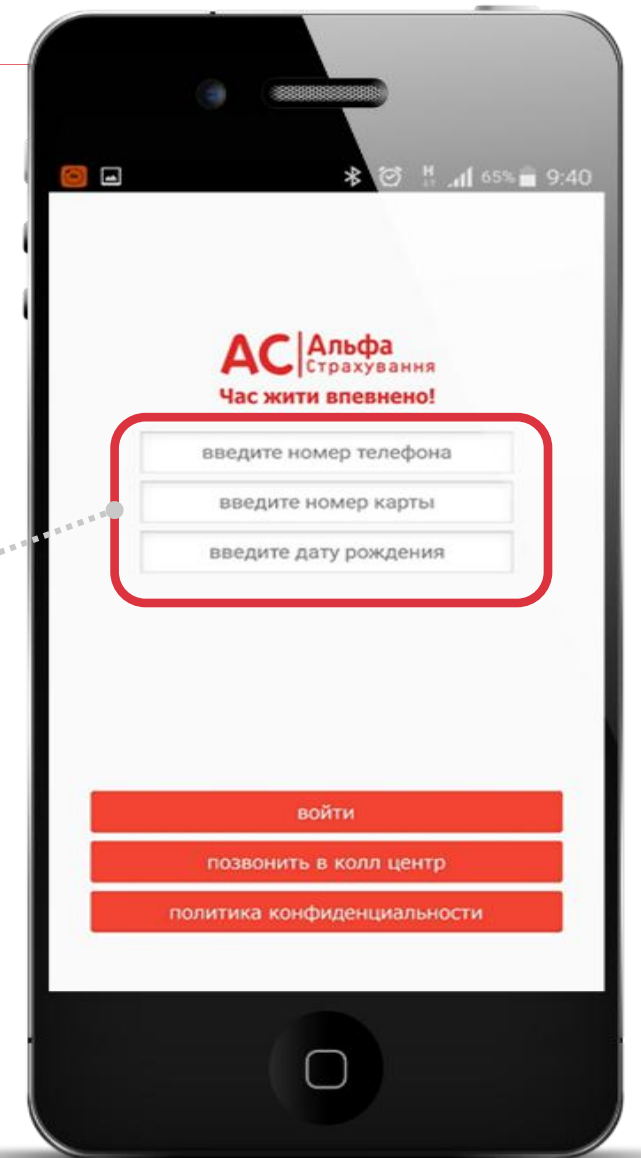 H 65% 9:40
АС Альфа
Страхування
Час жити впевнено!
введите номер телефона
введите номер карты
введите дату рождения
войти
позвонить в колл центр
политика конфиденциальности